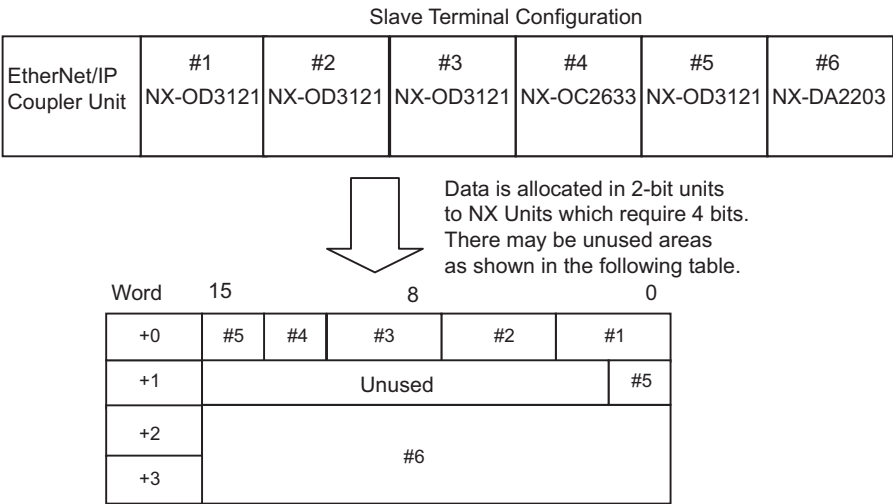 Slave Terminal Configuration
EtherNet/IP
Coupler Unit
#1
NX-OD3121
#2
NX-OD3121
#3
NX-OD3121
#4
NX-OC2633
#5
NX-OD3121
#6
NX-DA2203
Data is allocated in 2-bit units
to NX Units which require 4 bits.
There may be unused areas
as shown in the following table.
Word 15 8 0
+0 #5 #4 #3 #2 #1
+1 Unused #5
+2
#6
+3